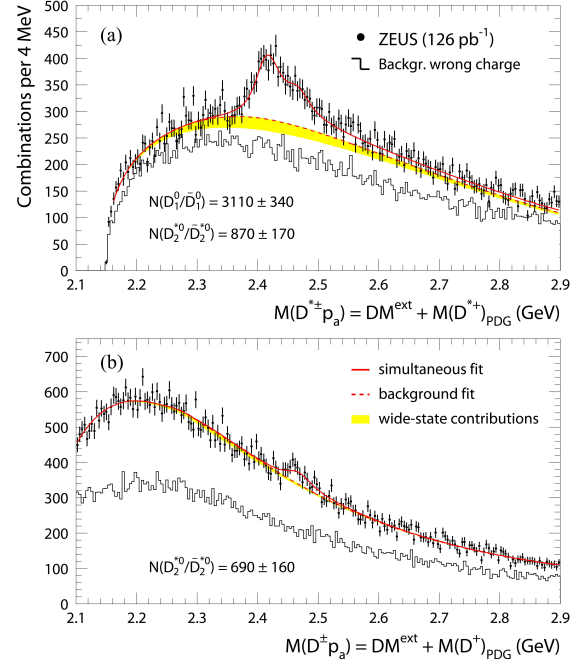 Combinations per 4 MeV
500
450
400
350
300
250
200
150
100
50
0
(a)
ZEUS (126 pb⁻¹)
Backgr. wrong charge
N(D₁⁰/D̄₁⁰) = 3110 ± 340
N(D₂*⁰/D̄₂*⁰) = 870 ± 170
2.1 2.2 2.3 2.4 2.5 2.6 2.7 2.8 2.9
M(D*±pₐ) = DMᵉˣᵗ + M(D*⁺)PDG (GeV)
700
600
500
400
300
200
100
0
(b)
simultaneous fit
background fit
wide-state contributions
N(D₂*⁰/D̄₂*⁰) = 690 ± 160
2.1 2.2 2.3 2.4 2.5 2.6 2.7 2.8 2.9
M(D±pₐ) = DMᵉˣᵗ + M(D⁺)PDG (GeV)